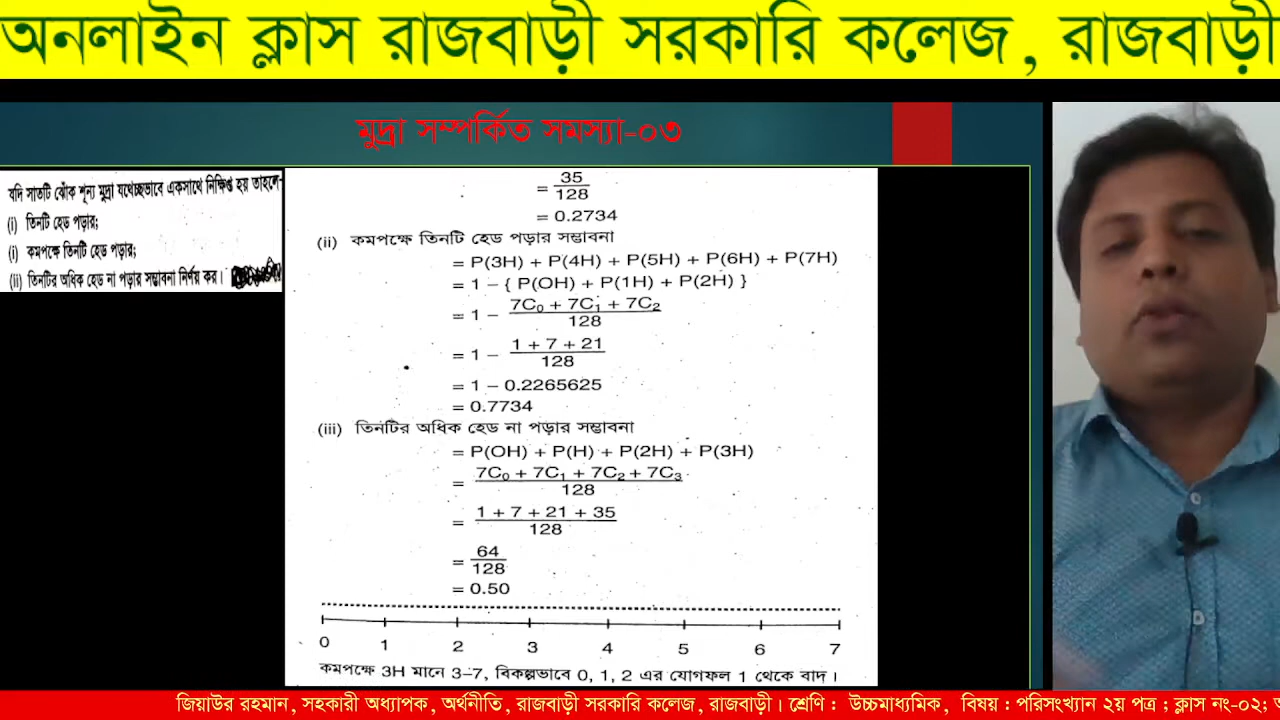 অনলাইন ক্লাস রাজবাড়ী সরকারি কলেজ, রাজবাড়ী
মুদ্রা সম্পর্কিত সমস্যা-০৩
যদি সাতটি ঝোঁক শূন্য মুদ্রা যথেচ্ছভাবে একসাথে নিক্ষিপ্ত হয় তাহলে-
(i) তিনটি হেড পড়ার;
(i) কমপক্ষে তিনটি হেড পড়ার;
(ii) তিনটির অধিক হেড না পড়ার সম্ভাবনা নির্ণয় কর।
= 35/128
= 0.2734
(ii) কমপক্ষে তিনটি হেড পড়ার সম্ভাবনা
= P(3H) + P(4H) + P(5H) + P(6H) + P(7H)
= 1 – { P(OH) + P(1H) + P(2H) }
= 1 – (7C₀ + 7C₁ + 7C₂)/128
= 1 – (1 + 7 + 21)/128
= 1 – 0.2265625
= 0.7734
(iii) তিনটির অধিক হেড না পড়ার সম্ভাবনা
= P(OH) + P(H) + P(2H) + P(3H)
= (7C₀ + 7C₁ + 7C₂ + 7C₃)/128
= (1 + 7 + 21 + 35)/128
= 64/128
= 0.50
0 1 2 3 4 5 6 7
কমপক্ষে 3H মানে 3–7, বিকল্পভাবে 0, 1, 2 এর যোগফল 1 থেকে বাদ।
জিয়াউর রহমান, সহকারী অধ্যাপক, অর্থনীতি, রাজবাড়ী সরকারি কলেজ, রাজবাড়ী। শ্রেণি : উচ্চমাধ্যমিক, বিষয় : পরিসংখ্যান ২য় পত্র ; ক্লাস নং-০২;